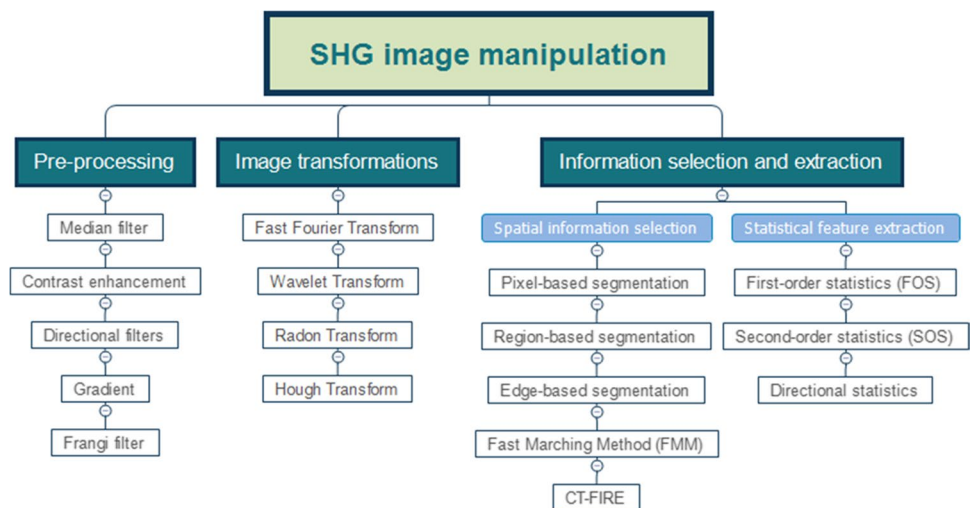 SHG image manipulation
Pre-processing
Image transformations
Information selection and extraction
Median filter
Contrast enhancement
Directional filters
Gradient
Frangi filter
Fast Fourier Transform
Wavelet Transform
Radon Transform
Hough Transform
Spatial information selection
Pixel-based segmentation
Region-based segmentation
Edge-based segmentation
Fast Marching Method (FMM)
CT-FIRE
Statistical feature extraction
First-order statistics (FOS)
Second-order statistics (SOS)
Directional statistics